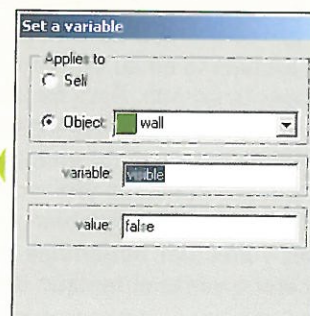 Set a variable
Applies to
Self
Object: wall
variable: visible
value: false